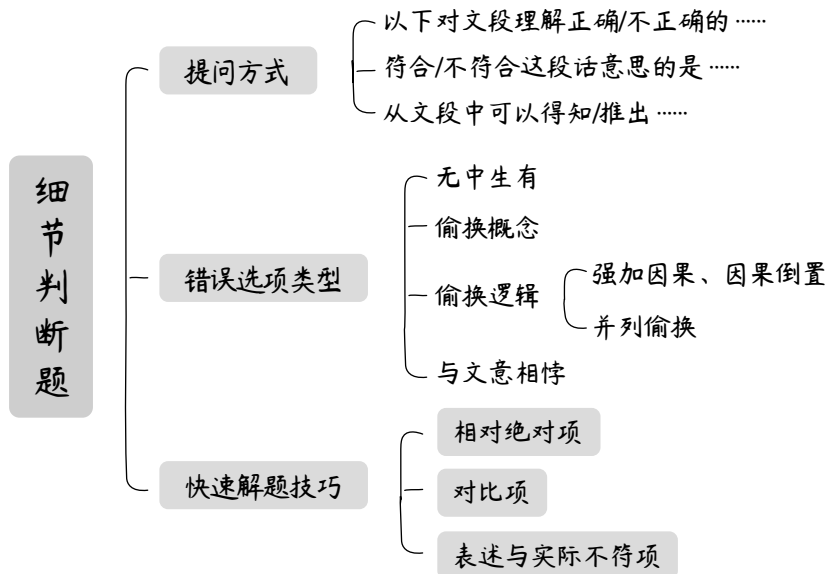 细节判断题
提问方式
以下对文段理解正确/不正确的……
符合/不符合这段话意思的是……
从文段中可以得知/推出……
错误选项类型
无中生有
偷换概念
偷换逻辑
强加因果、因果倒置
并列偷换
与文意相悖
快速解题技巧
相对绝对项
对比项
表述与实际不符项